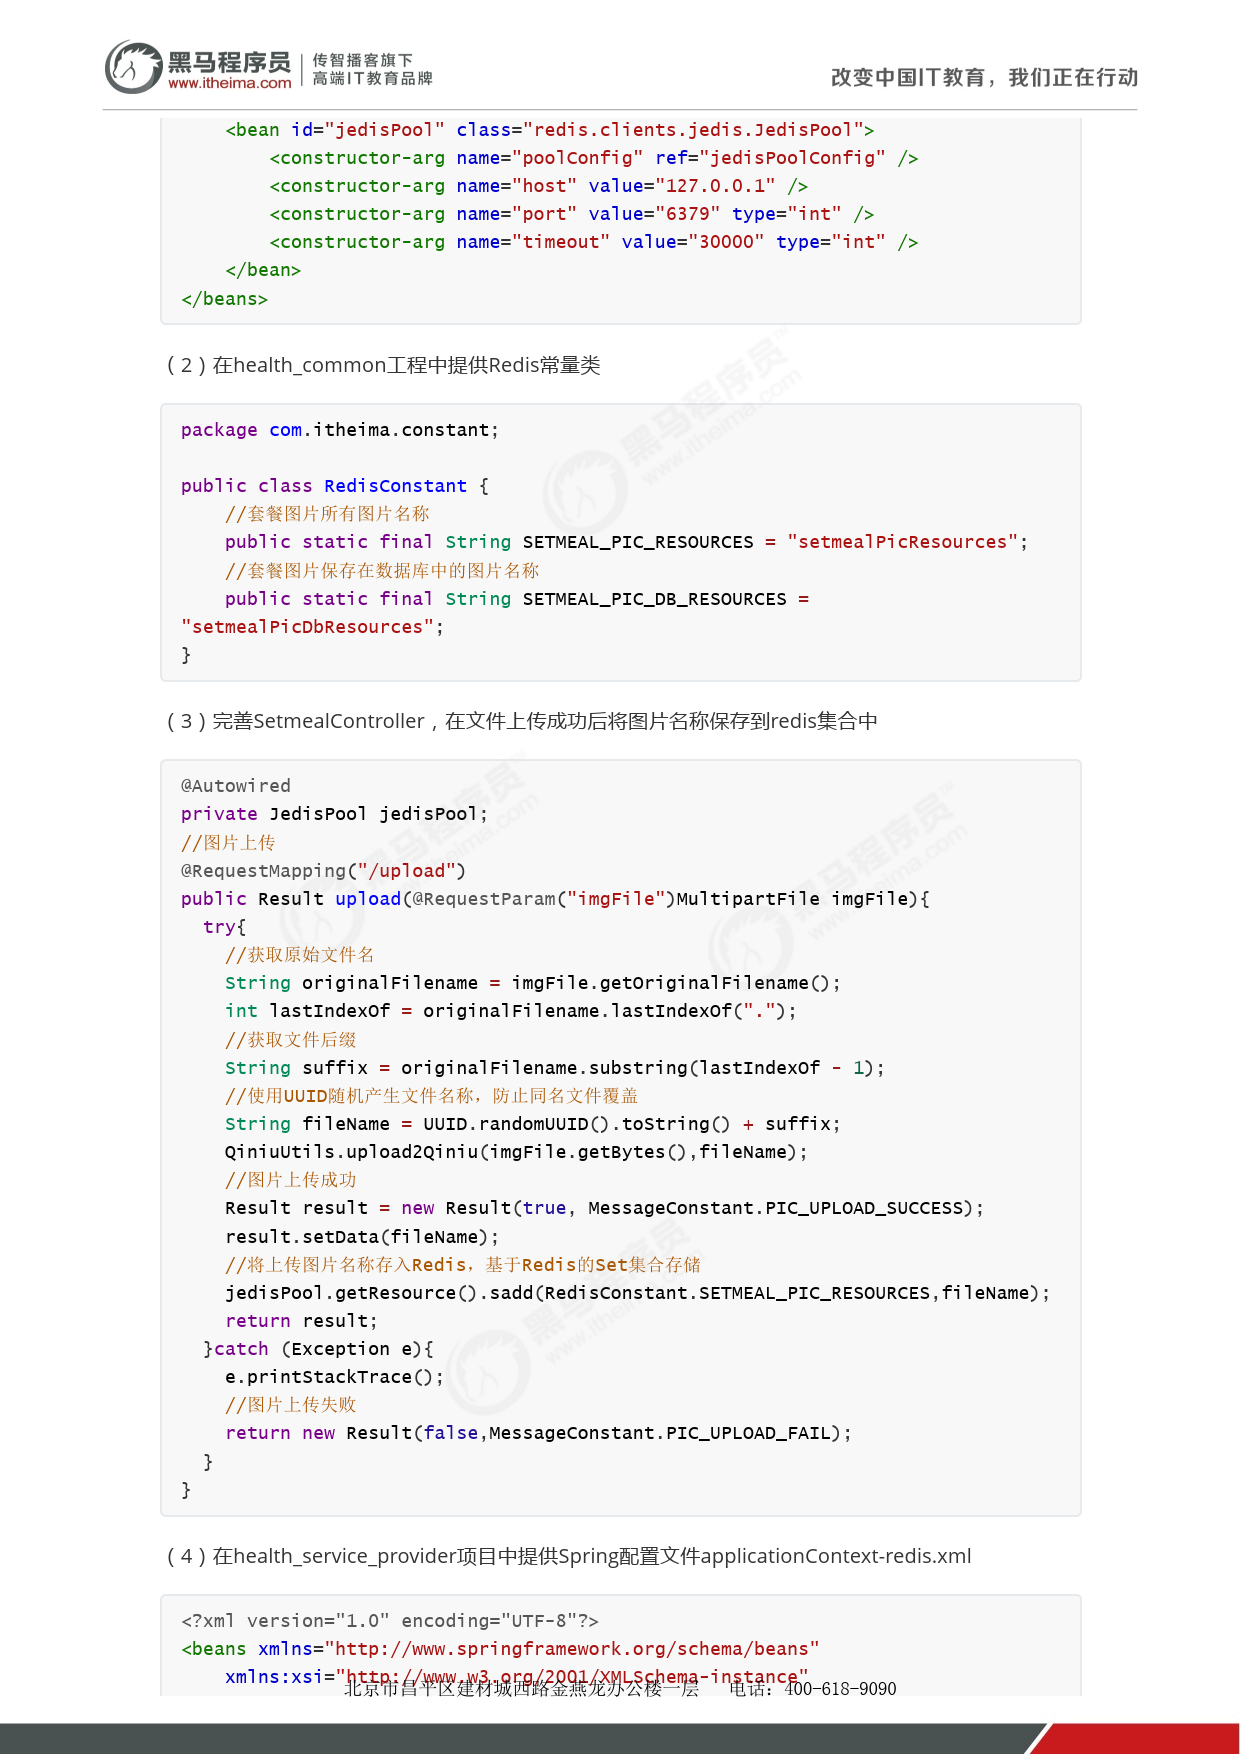 黑马程序员
www.itheima.com
传智播客旗下
高端IT教育品牌
改变中国IT教育，我们正在行动
<bean id="jedisPool" class="redis.clients.jedis.JedisPool">
<constructor-arg name="poolConfig" ref="jedisPoolConfig" />
<constructor-arg name="host" value="127.0.0.1" />
<constructor-arg name="port" value="6379" type="int" />
<constructor-arg name="timeout" value="30000" type="int" />
</bean>
</beans>
（2）在health_common工程中提供Redis常量类
package com.itheima.constant;
public class RedisConstant {
//套餐图片所有图片名称
public static final String SETMEAL_PIC_RESOURCES = "setmealPicResources";
//套餐图片保存在数据库中的图片名称
public static final String SETMEAL_PIC_DB_RESOURCES =
"setmealPicDbResources";
}
（3）完善SetmealController，在文件上传成功后将图片名称保存到redis集合中
@Autowired
private JedisPool jedisPool;
//图片上传
@RequestMapping("/upload")
public Result upload(@RequestParam("imgFile")MultipartFile imgFile){
try{
//获取原始文件名
String originalFilename = imgFile.getOriginalFilename();
int lastIndexOf = originalFilename.lastIndexOf(".");
//获取文件后缀
String suffix = originalFilename.substring(lastIndexOf - 1);
//使用UUID随机产生文件名称，防止同名文件覆盖
String fileName = UUID.randomUUID().toString() + suffix;
QiniuUtils.upload2Qiniu(imgFile.getBytes(),fileName);
//图片上传成功
Result result = new Result(true, MessageConstant.PIC_UPLOAD_SUCCESS);
result.setData(fileName);
//将上传图片名称存入Redis，基于Redis的Set集合存储
jedisPool.getResource().sadd(RedisConstant.SETMEAL_PIC_RESOURCES,fileName);
return result;
}catch (Exception e){
e.printStackTrace();
//图片上传失败
return new Result(false,MessageConstant.PIC_UPLOAD_FAIL);
}
}
（4）在health_service_provider项目中提供Spring配置文件applicationContext-redis.xml
<?xml version="1.0" encoding="UTF-8"?>
<beans xmlns="http://www.springframework.org/schema/beans"
xmlns:xsi="http://www.w3.org/2001/XMLSchema-instance"
北京市昌平区建材城西路金燕龙办公楼一层 电话：400-618-9090